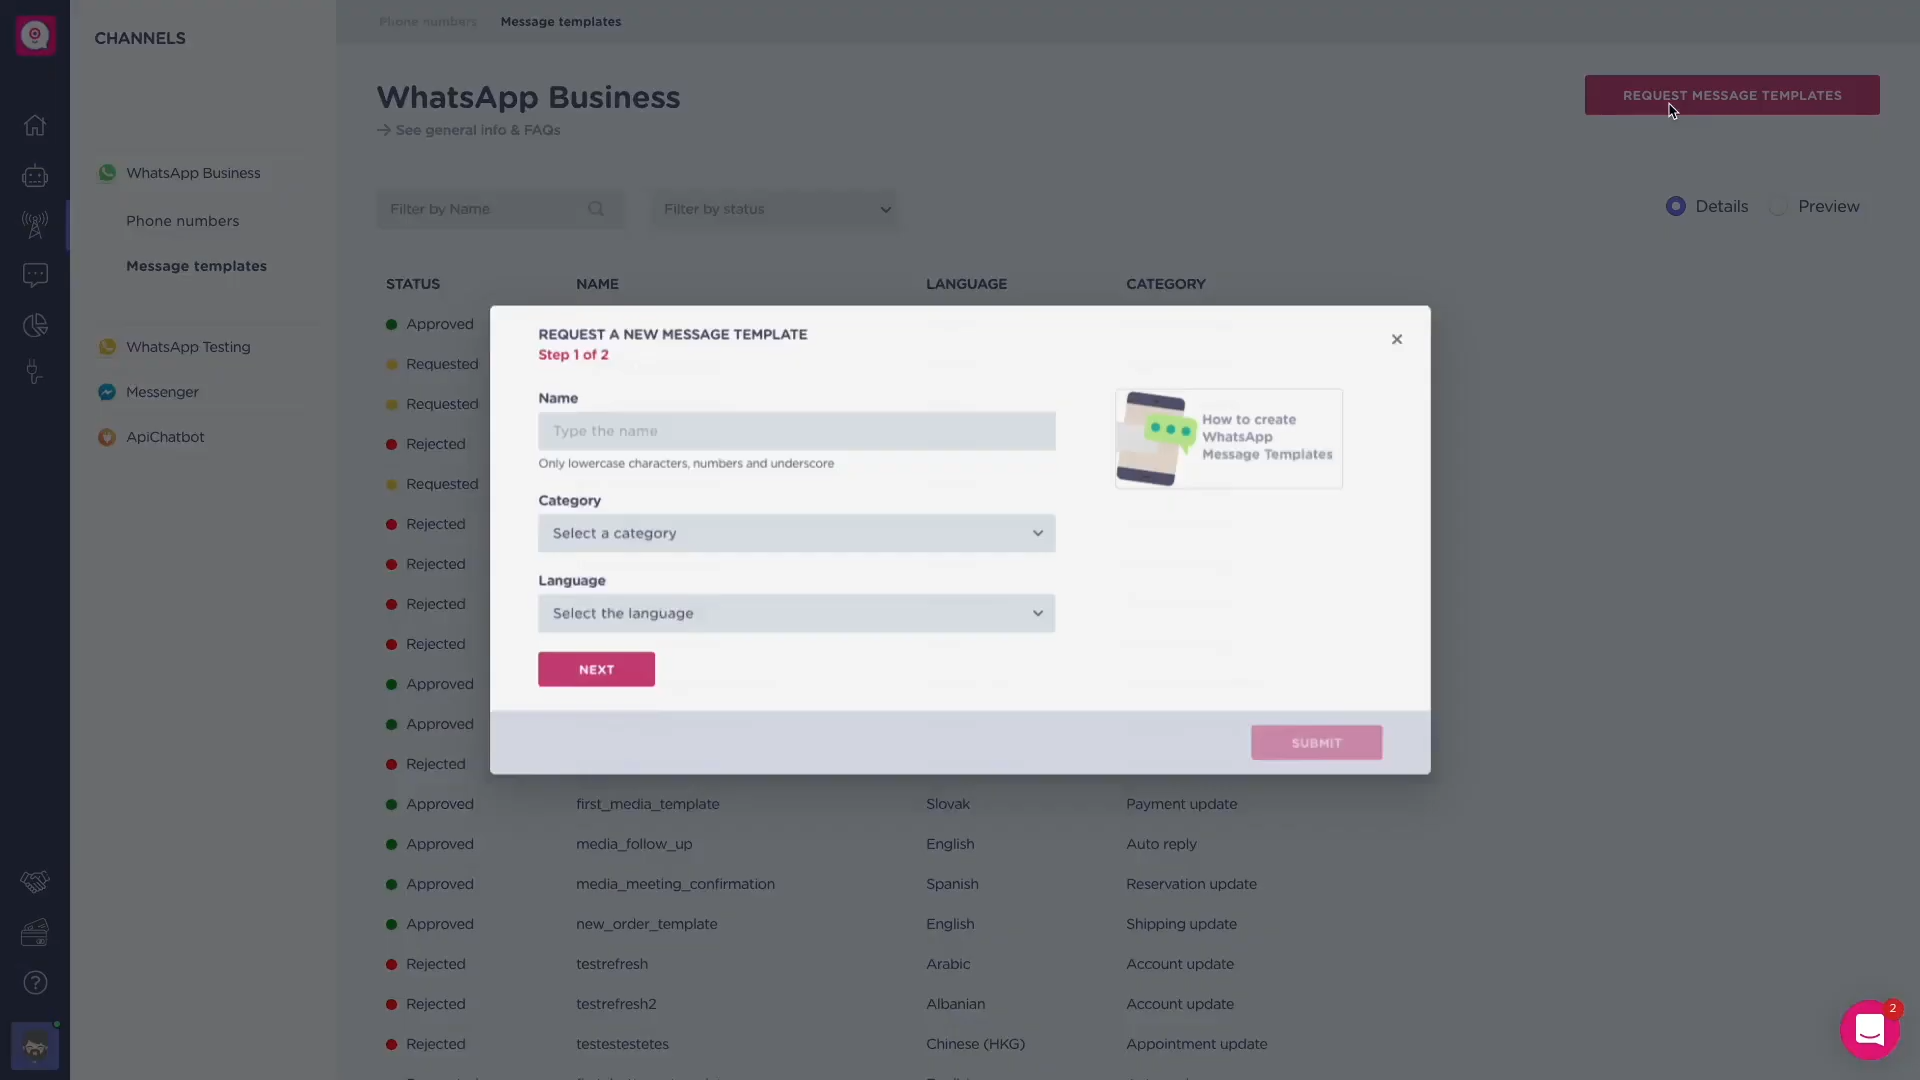 CHANNELS
WhatsApp Business
Phone numbers
Message templates
WhatsApp Testing
Messenger
ApiChatbot
Phone numbers Message templates
WhatsApp Business
→ See general info & FAQs
REQUEST MESSAGE TEMPLATES
Filter by Name
Filter by status
Details Preview
STATUS NAME LANGUAGE CATEGORY
Approved
Requested
Requested
Rejected
Requested
Rejected
Rejected
Rejected
Rejected
Approved
Approved
Rejected
REQUEST A NEW MESSAGE TEMPLATE
Step 1 of 2
Name
Type the name
Only lowercase characters, numbers and underscore
Category
Select a category
Language
Select the language
NEXT
How to create
WhatsApp
Message Templates
SUBMIT
Approved first_media_template Slovak Payment update
Approved media_follow_up English Auto reply
Approved media_meeting_confirmation Spanish Reservation update
Approved new_order_template English Shipping update
Rejected testrefresh Arabic Account update
Rejected testrefresh2 Albanian Account update
Rejected testestestetes Chinese (HKG) Appointment update
2